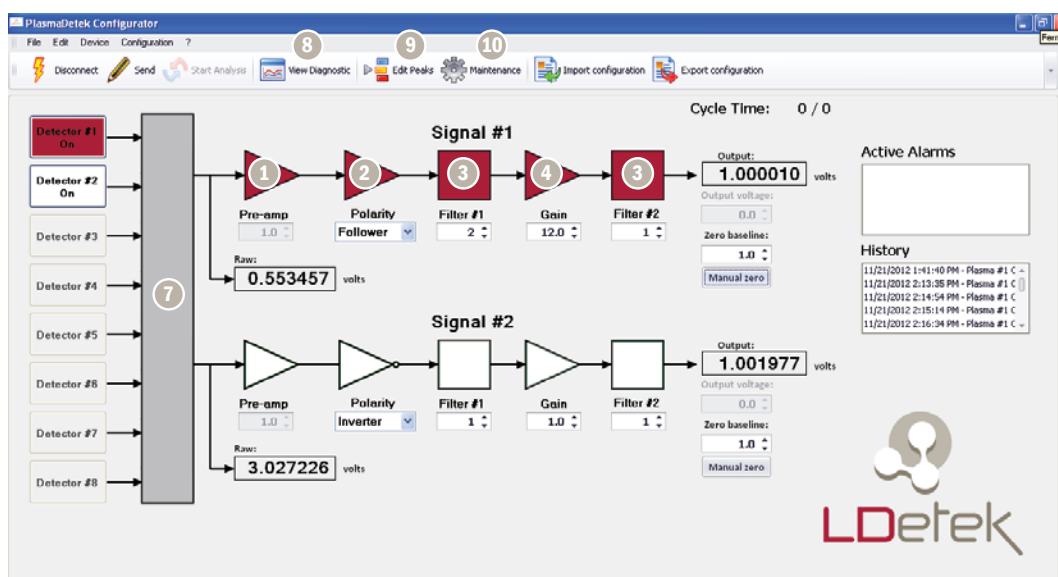 PlasmaDetek Configurator
Ferm
File Edit Device Configuration ?
8 9 10
Disconnect Send Start Analysis View Diagnostic Edit Peaks Maintenance Import configuration Export configuration
Cycle Time: 0 / 0
Detector #1
On
Detector #2
On
Detector #3
Detector #4
Detector #5
Detector #6
Detector #7
Detector #8
7
Signal #1
1 2 3 4 3
Pre-amp
1.0
Polarity
Follower
Filter #1
2
Gain
12.0
Filter #2
1
Raw:
0.553457 volts
Output:
1.000010 volts
Output voltage:
0.0
Zero baseline:
1.0
Manual zero
Signal #2
Pre-amp
1.0
Polarity
Inverter
Filter #1
1
Gain
1.0
Filter #2
1
Raw:
3.027226 volts
Output:
1.001977 volts
Output voltage:
0.0
Zero baseline:
1.0
Manual zero
Active Alarms
History
11/21/2012 1:41:40 PM - Plasma #1 C
11/21/2012 2:13:35 PM - Plasma #1 C
11/21/2012 2:14:54 PM - Plasma #1 C
11/21/2012 2:15:14 PM - Plasma #1 C
11/21/2012 2:16:34 PM - Plasma #1 C
LDetek